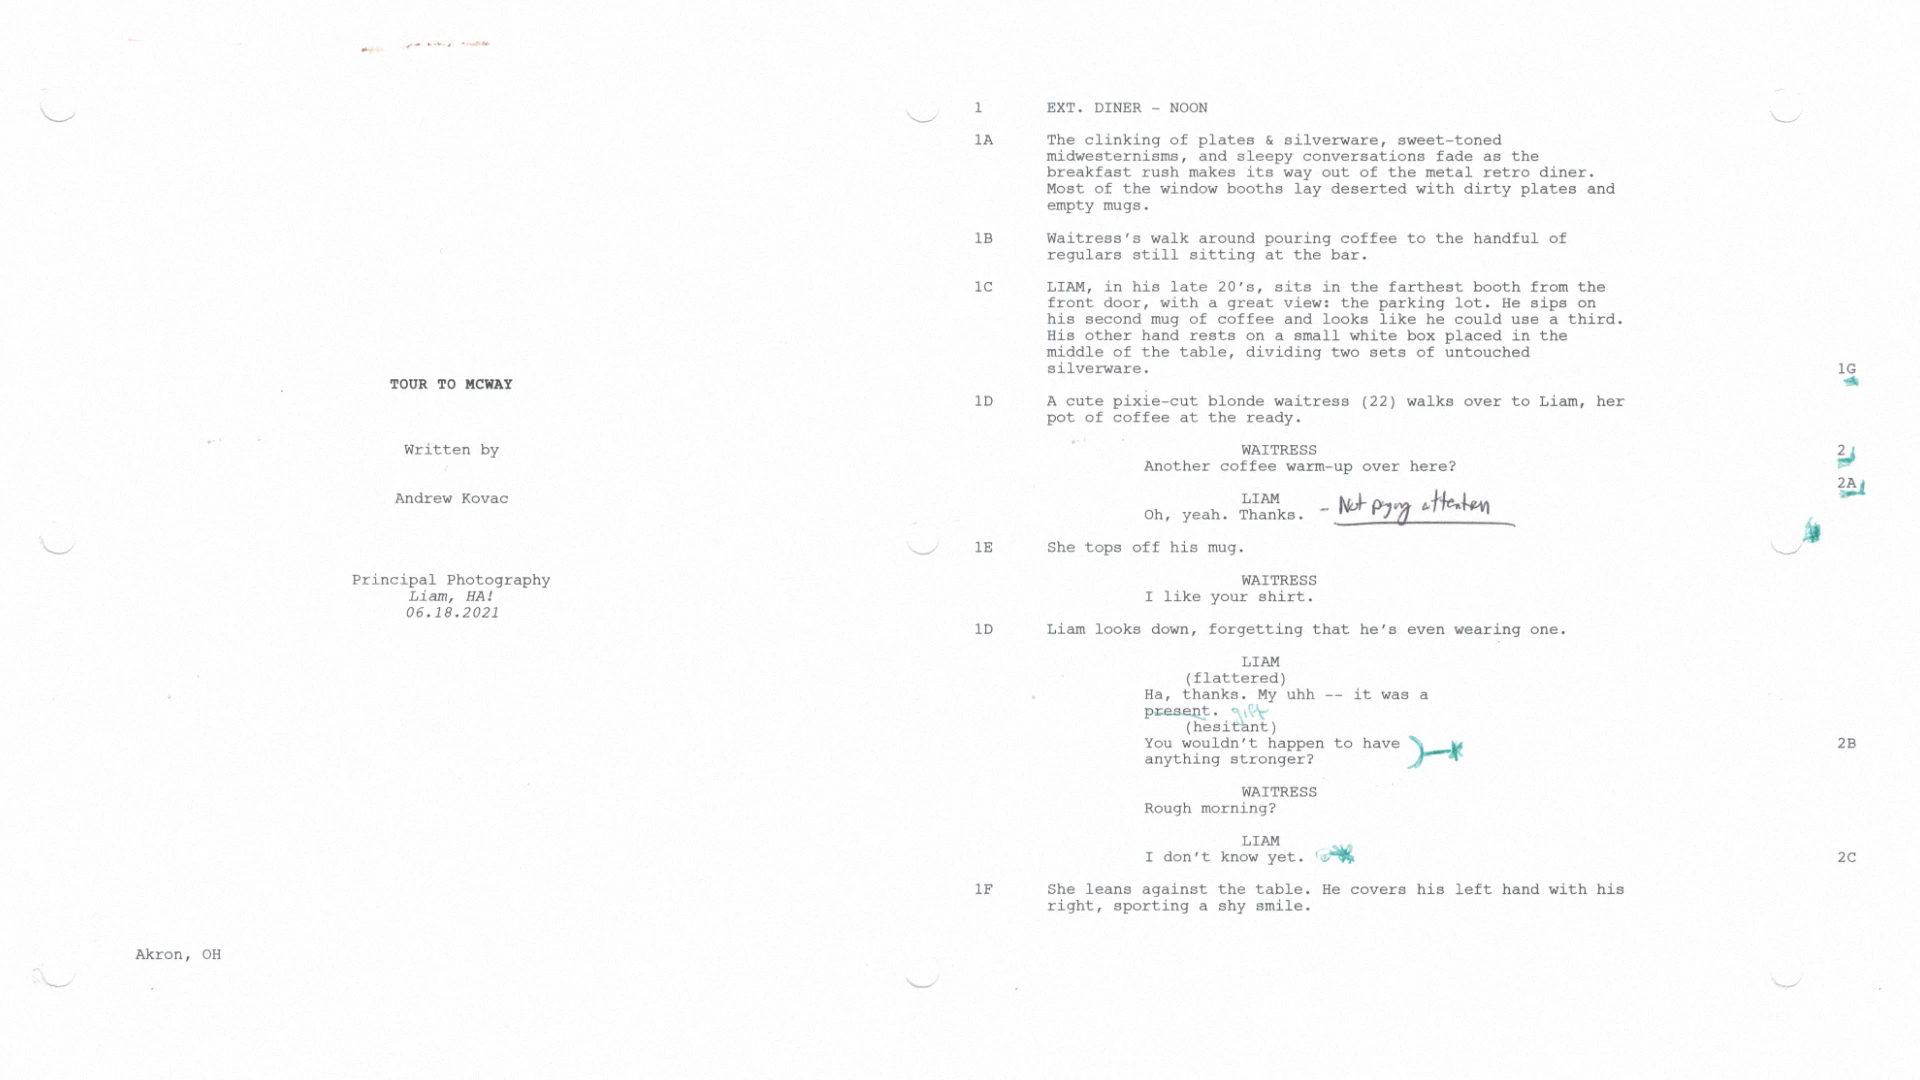 TOUR TO MCWAY
Written by
Andrew Kovac
Principal Photography
Liam, HA!
06.18.2021
Akron, OH
1 EXT. DINER – NOON
1A The clinking of plates & silverware, sweet-toned
midwesternisms, and sleepy conversations fade as the
breakfast rush makes its way out of the metal retro diner.
Most of the window booths lay deserted with dirty plates and
empty mugs.
1B Waitress's walk around pouring coffee to the handful of
regulars still sitting at the bar.
1C LIAM, in his late 20's, sits in the farthest booth from the
front door, with a great view: the parking lot. He sips on
his second mug of coffee and looks like he could use a third.
His other hand rests on a small white box placed in the
middle of the table, dividing two sets of untouched
silverware. 1G
1D A cute pixie-cut blonde waitress (22) walks over to Liam, her
pot of coffee at the ready.
WAITRESS 2
Another coffee warm-up over here?
2A
LIAM
Oh, yeah. Thanks. - Not paying attention
1E She tops off his mug.
WAITRESS
I like your shirt.
1D Liam looks down, forgetting that he's even wearing one.
LIAM
(flattered)
Ha, thanks. My uhh -- it was a
present. gift
(hesitant)
You wouldn't happen to have 2B
anything stronger?
WAITRESS
Rough morning?
LIAM
I don't know yet. 2C
1F She leans against the table. He covers his left hand with his
right, sporting a shy smile.